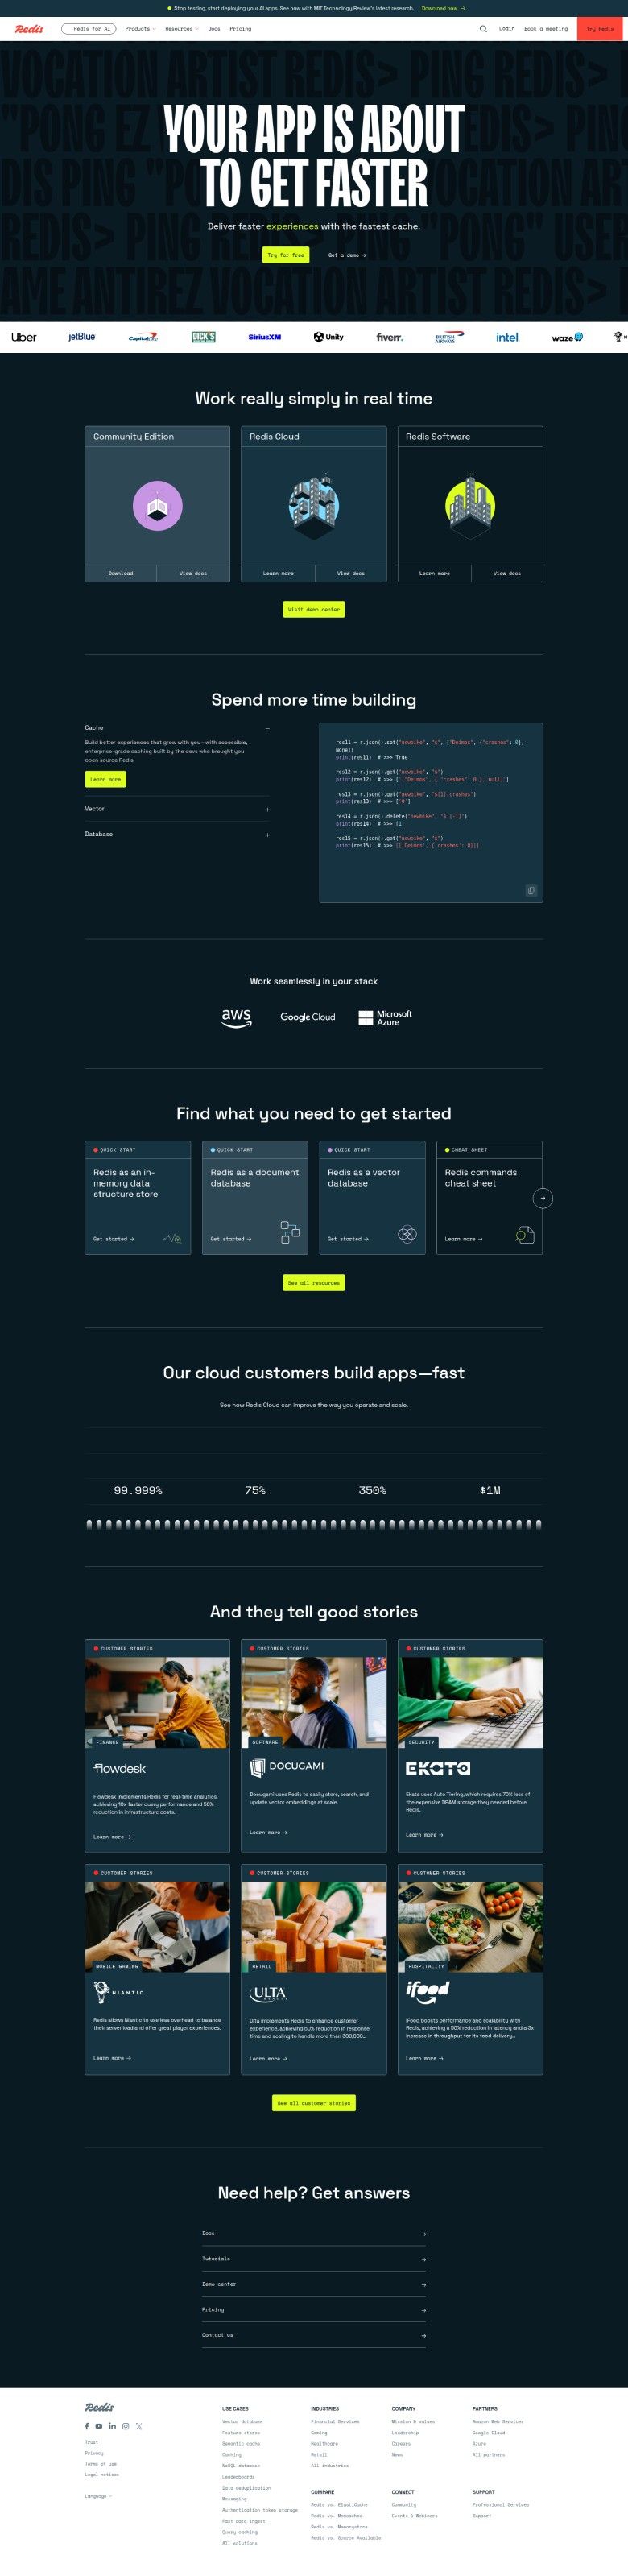 Stop testing, start deploying your AI apps. See how with MIT Technology Review's latest research. Download now →
Redis
Redis for AI
Products
Resources
Docs
Pricing
Login
Book a meeting
Try Redis
YOUR APP IS ABOUT
TO GET FASTER
Deliver faster experiences with the fastest cache.
Try for free
Get a demo →
Uber
jetBlue
Capital One
DICK'S
SiriusXM
Unity
fiverr.
BRITISH AIRWAYS
intel.
waze
Work really simply in real time
Community Edition
Redis Cloud
Redis Software
Download
View docs
Learn more
View docs
Learn more
View docs
Visit demo center
Spend more time building
Cache
Build better experiences that grow with you—with accessible,
enterprise-grade caching built by the devs who brought you
open source Redis.
Learn more
Vector
Database
res11 = r.json().set("newbike", "$", ["Deimos", {"crashes": 0},
None])
print(res11) # >>> True
res12 = r.json().get("newbike", "$")
print(res12) # >>> ['["Deimos", { "crashes": 0 }, null]']
res13 = r.json().get("newbike", "$[1].crashes")
print(res13) # >>> ['0']
res14 = r.json().delete("newbike", "$.[-1]")
print(res14) # >>> [1]
res15 = r.json().get("newbike", "$")
print(res15) # >>> [['Deimos', {'crashes': 0}]]
Work seamlessly in your stack
aws
Google Cloud
Microsoft
Azure
Find what you need to get started
QUICK START
Redis as an in-
memory data
structure store
Get started →
QUICK START
Redis as a document
database
Get started →
QUICK START
Redis as a vector
database
Get started →
CHEAT SHEET
Redis commands
cheat sheet
Learn more →
See all resources
Our cloud customers build apps—fast
See how Redis Cloud can improve the way you operate and scale.
99.999%
75%
350%
$1M
And they tell good stories
CUSTOMER STORIES
FINANCE
flowdesk
Flowdesk implements Redis for real-time analytics,
achieving 10x faster query performance and 50%
reduction in infrastructure costs.
Learn more →
CUSTOMER STORIES
SOFTWARE
DOCUGAMI
Docugami uses Redis to easily store, search, and
update vector embeddings at scale.
Learn more →
CUSTOMER STORIES
SECURITY
EKATA
Ekata uses Auto Tiering, which requires 70% less of
the expensive DRAM storage they needed before
Redis.
Learn more →
CUSTOMER STORIES
MOBILE GAMING
NIANTIC
Redis allows Niantic to use less overhead to balance
their server load and offer great player experiences.
Learn more →
CUSTOMER STORIES
RETAIL
ULTA
Ulta implements Redis to enhance customer
experience, achieving 50% reduction in response
time and scaling to handle more than 300,000...
Learn more →
CUSTOMER STORIES
HOSPITALITY
ifood
iFood boosts performance and scalability with
Redis, achieving a 90% reduction in latency and a 3x
increase in throughput for its food delivery...
Learn more →
See all customer stories
Need help? Get answers
Docs →
Tutorials →
Demo center →
Pricing →
Contact us →
Redis
Trust
Privacy
Terms of use
Legal notices
Language
USE CASES
Vector database
Feature stores
Semantic cache
Caching
NoSQL database
Leaderboards
Data deduplication
Messaging
Authentication token storage
Fast data ingest
Query caching
All solutions
INDUSTRIES
Financial Services
Gaming
Healthcare
Retail
All industries
COMPARE
Redis vs. ElastiCache
Redis vs. Memcached
Redis vs. Memorystore
Redis vs. Source Available
COMPANY
Mission & values
Leadership
Careers
News
CONNECT
Community
Events & Webinars
PARTNERS
Amazon Web Services
Google Cloud
Azure
All partners
SUPPORT
Professional Services
Support